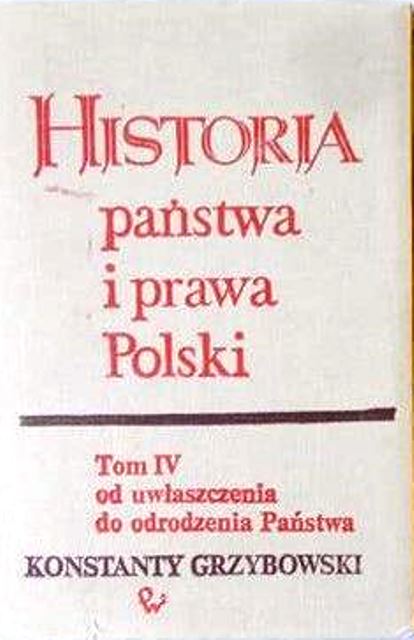 HISTORIA
państwa
i prawa
Polski
Tom IV
od uwłaszczenia
do odrodzenia Państwa
KONSTANTY GRZYBOWSKI